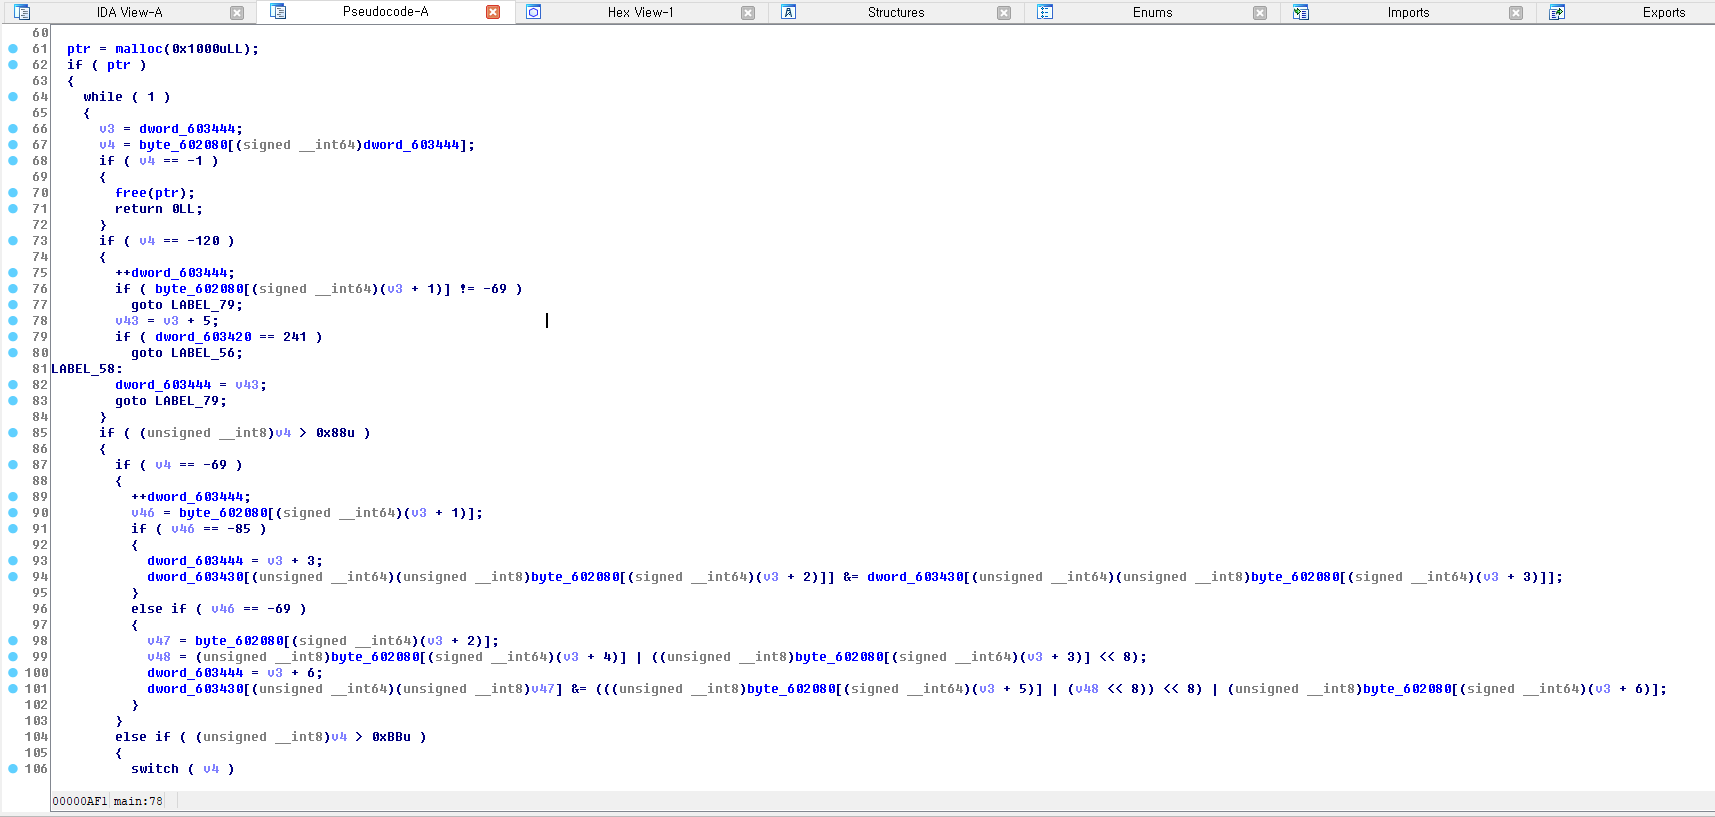 IDA View-A Pseudocode-A Hex View-1 Structures Enums Imports Exports
60
61 ptr = malloc(0x1000uLL);
62 if ( ptr )
63 {
64 while ( 1 )
65 {
66 v3 = dword_603444;
67 v4 = byte_602080[(signed __int64)dword_603444];
68 if ( v4 == -1 )
69 {
70 free(ptr);
71 return 0LL;
72 }
73 if ( v4 == -120 )
74 {
75 ++dword_603444;
76 if ( byte_602080[(signed __int64)(v3 + 1)] != -69 )
77 goto LABEL_79;
78 v43 = v3 + 5;
79 if ( dword_603420 == 241 )
80 goto LABEL_56;
81 LABEL_58:
82 dword_603444 = v43;
83 goto LABEL_79;
84 }
85 if ( (unsigned __int8)v4 > 0x88u )
86 {
87 if ( v4 == -69 )
88 {
89 ++dword_603444;
90 v46 = byte_602080[(signed __int64)(v3 + 1)];
91 if ( v46 == -85 )
92 {
93 dword_603444 = v3 + 3;
94 dword_603430[(unsigned __int64)(unsigned __int8)byte_602080[(signed __int64)(v3 + 2)]] &= dword_603430[(unsigned __int64)(unsigned __int8)byte_602080[(signed __int64)(v3 + 3)]];
95 }
96 else if ( v46 == -69 )
97 {
98 v47 = byte_602080[(signed __int64)(v3 + 2)];
99 v48 = (unsigned __int8)byte_602080[(signed __int64)(v3 + 4)] | ((unsigned __int8)byte_602080[(signed __int64)(v3 + 3)] << 8);
100 dword_603444 = v3 + 6;
101 dword_603430[(unsigned __int64)(unsigned __int8)v47] &= (((unsigned __int8)byte_602080[(signed __int64)(v3 + 5)] | (v48 << 8)) << 8) | (unsigned __int8)byte_602080[(signed __int64)(v3 + 6)];
102 }
103 }
104 else if ( (unsigned __int8)v4 > 0xBBu )
105 {
106 switch ( v4 )
00000AF1 main:78